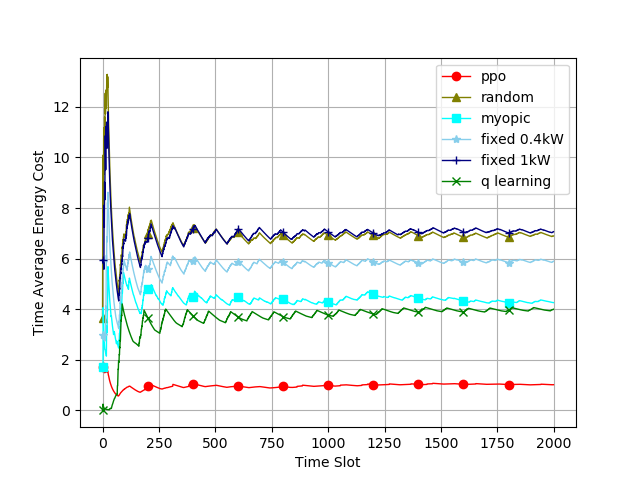 ppo
random
myopic
fixed 0.4kW
fixed 1kW
q learning
Time Average Energy Cost
12
10
8
6
4
2
0
0 250 500 750 1000 1250 1500 1750 2000
Time Slot